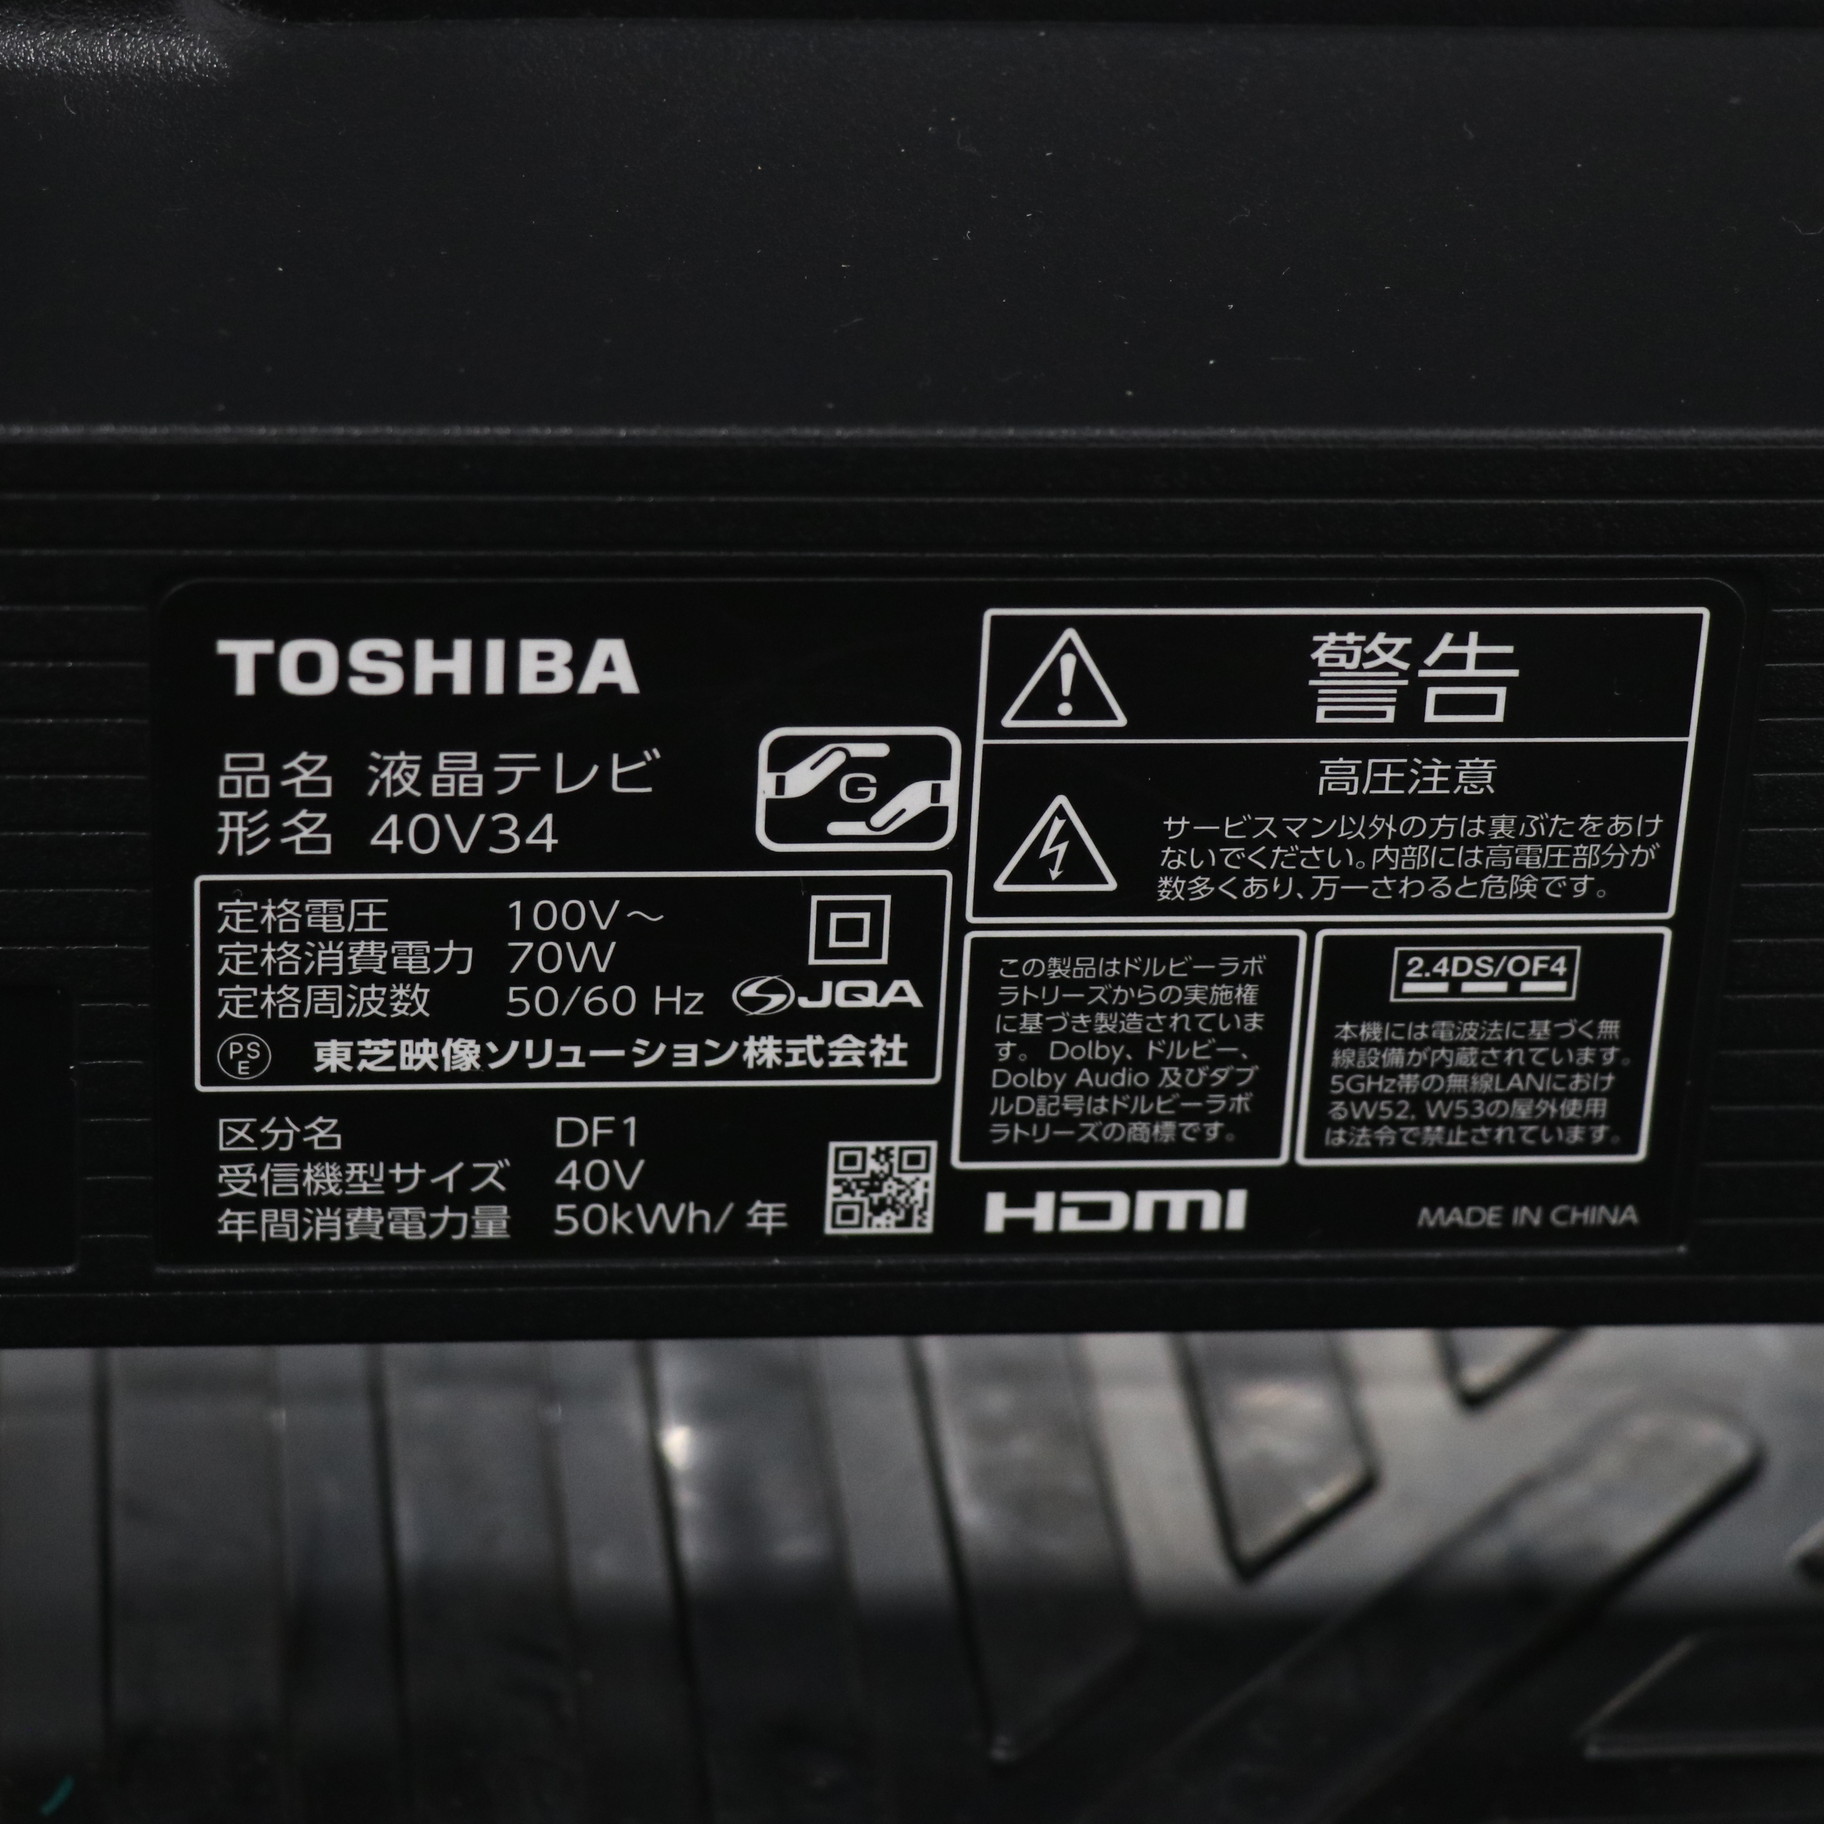 TOSHIBA
品名 液晶テレビ
形名 40V34
G
定格電圧 100V～
定格消費電力 70W
定格周波数 50/60 Hz
JQA
PS
E
東芝映像ソリューション株式会社
区分名 DF1
受信機型サイズ 40V
年間消費電力量 50kWh/年
警告
高圧注意
サービスマン以外の方は裏ぶたをあけ
ないでください。内部には高電圧部分が
数多くあり、万一さわると危険です。
この製品はドルビーラボ
ラトリーズからの実施権
に基づき製造されていま
す。 Dolby、ドルビー、
Dolby Audio 及びダブ
ルD記号はドルビーラボ
ラトリーズの商標です。
2.4DS/OF4
本機には電波法に基づく無
線設備が内蔵されています。
5GHz帯の無線LANにおけ
るW52, W53の屋外使用
は法令で禁止されています。
HDMI
MADE IN CHINA